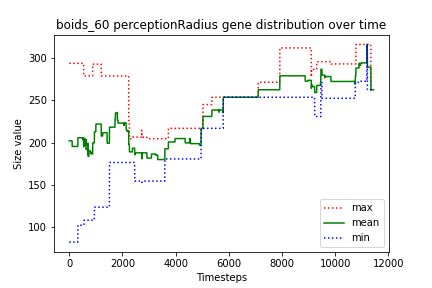 boids_60 perceptionRadius gene distribution over time
Size value
300
250
200
150
100
0
2000
4000
6000
8000
10000
12000
Timesteps
max
mean
min